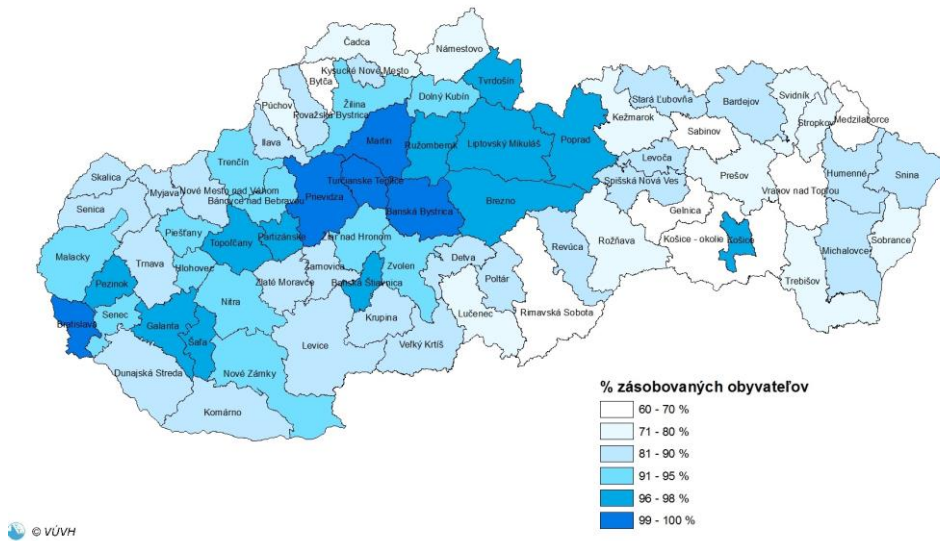 Čadca
Námestovo
Kysucké Nové Mesto
Bytča
Tvrdošín
Púchov
Žilina
Dolný Kubín
Považská Bystrica
Stará Ľubovňa
Bardejov
Svidník
Stropkov
Medzilaborce
Kežmarok
Sabinov
Ilava
Martin
Ružomberok
Liptovský Mikuláš
Poprad
Trenčín
Levoča
Prešov
Humenné
Snina
Skalica
Myjava
Nové Mesto nad Váhom
Turčianske Teplice
Prievidza
Spišská Nová Ves
Vranov nad Topľou
Bánovce nad Bebravou
Senica
Banská Bystrica
Brezno
Gelnica
Piešťany
Topoľčany
Partizánske
Žiar nad Hronom
Revúca
Rožňava
Košice - okolie
Košice
Michalovce
Sobrance
Malacky
Trnava
Hlohovec
Zvolen
Detva
Pezinok
Zlaté Moravce
Žarnovica
Banská Štiavnica
Poltár
Trebišov
Nitra
Senec
Krupina
Lučenec
Rimavská Sobota
Bratislava
Galanta
Šaľa
Levice
Veľký Krtíš
Dunajská Streda
Nové Zámky
Komárno
% zásobovaných obyvateľov
60 - 70 %
71 - 80 %
81 - 90 %
91 - 95 %
96 - 98 %
99 - 100 %
© VÚVH